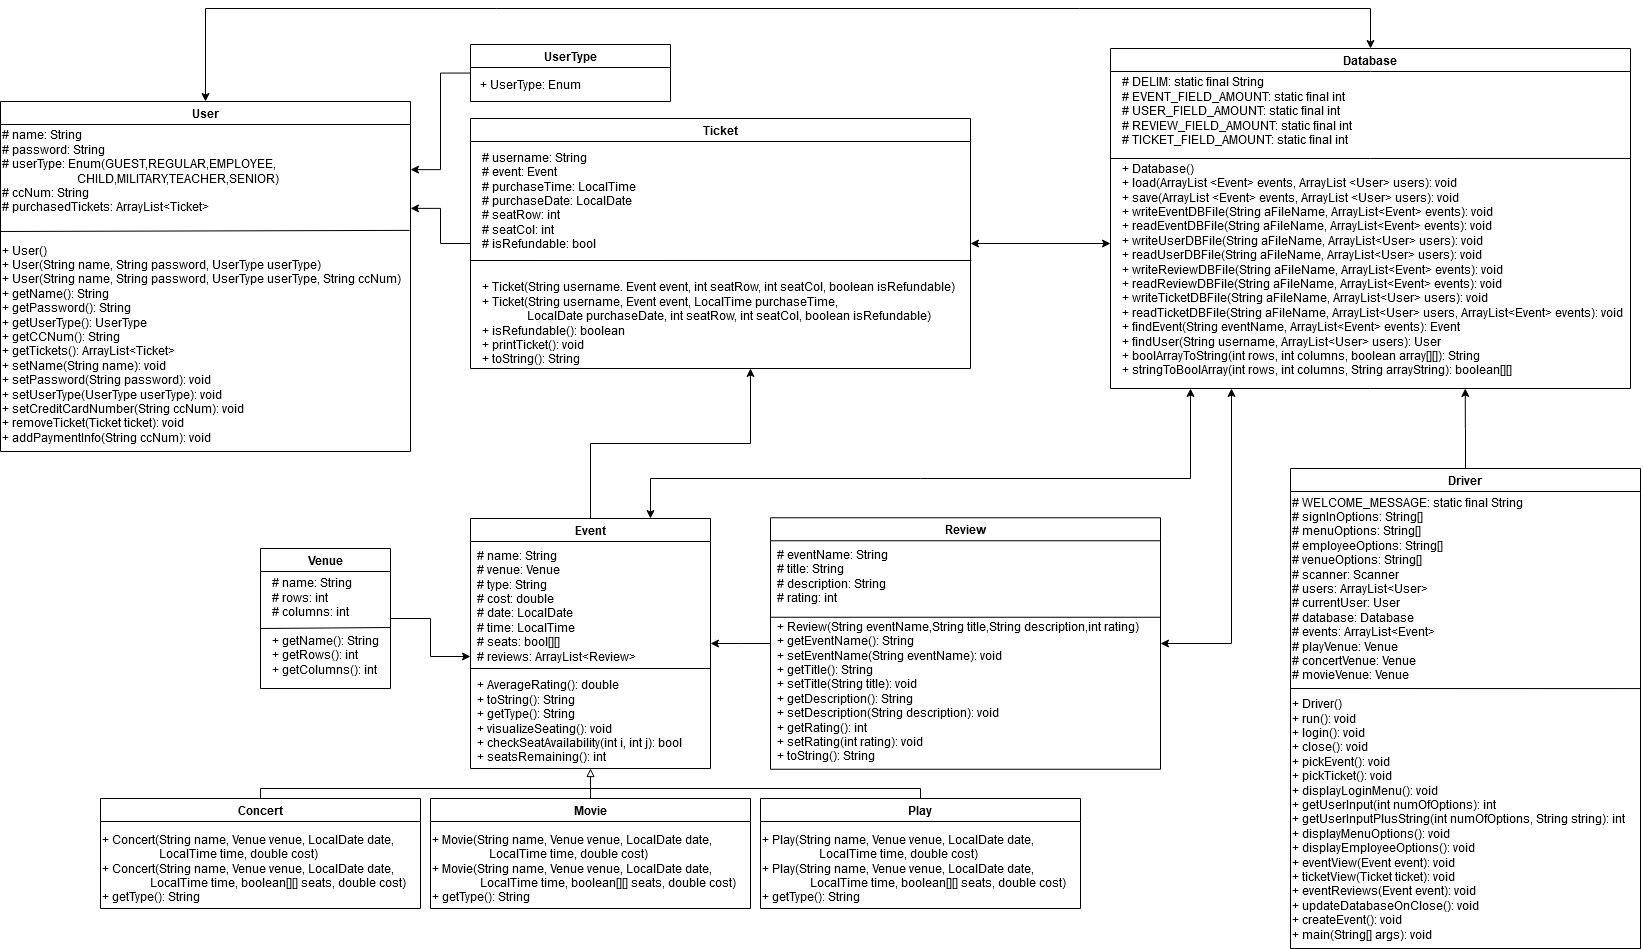 UserType
+ UserType: Enum
User
# name: String
# password: String
# userType: Enum(GUEST,REGULAR,EMPLOYEE,
CHILD,MILITARY,TEACHER,SENIOR)
# ccNum: String
# purchasedTickets: ArrayList<Ticket>
+ User()
+ User(String name, String password, UserType userType)
+ User(String name, String password, UserType userType, String ccNum)
+ getName(): String
+ getPassword(): String
+ getUserType(): UserType
+ getCCNum(): String
+ getTickets(): ArrayList<Ticket>
+ setName(String name): void
+ setPassword(String password): void
+ setUserType(UserType userType): void
+ setCreditCardNumber(String ccNum): void
+ removeTicket(Ticket ticket): void
+ addPaymentInfo(String ccNum): void
Ticket
# username: String
# event: Event
# purchaseTime: LocalTime
# purchaseDate: LocalDate
# seatRow: int
# seatCol: int
# isRefundable: bool
+ Ticket(String username. Event event, int seatRow, int seatCol, boolean isRefundable)
+ Ticket(String username, Event event, LocalTime purchaseTime,
LocalDate purchaseDate, int seatRow, int seatCol, boolean isRefundable)
+ isRefundable(): boolean
+ printTicket(): void
+ toString(): String
Database
# DELIM: static final String
# EVENT_FIELD_AMOUNT: static final int
# USER_FIELD_AMOUNT: static final int
# REVIEW_FIELD_AMOUNT: static final int
# TICKET_FIELD_AMOUNT: static final int
+ Database()
+ load(ArrayList <Event> events, ArrayList <User> users): void
+ save(ArrayList <Event> events, ArrayList <User> users): void
+ writeEventDBFile(String aFileName, ArrayList<Event> events): void
+ readEventDBFile(String aFileName, ArrayList<Event> events): void
+ writeUserDBFile(String aFileName, ArrayList<User> users): void
+ readUserDBFile(String aFileName, ArrayList<User> users): void
+ writeReviewDBFile(String aFileName, ArrayList<Event> events): void
+ readReviewDBFile(String aFileName, ArrayList<Event> events): void
+ writeTicketDBFile(String aFileName, ArrayList<User> users): void
+ readTicketDBFile(String aFileName, ArrayList<User> users, ArrayList<Event> events): void
+ findEvent(String eventName, ArrayList<Event> events): Event
+ findUser(String username, ArrayList<User> users): User
+ boolArrayToString(int rows, int columns, boolean array[][]): String
+ stringToBoolArray(int rows, int columns, String arrayString): boolean[][]
Venue
# name: String
# rows: int
# columns: int
+ getName(): String
+ getRows(): int
+ getColumns(): int
Event
# name: String
# venue: Venue
# type: String
# cost: double
# date: LocalDate
# time: LocalTime
# seats: bool[][]
# reviews: ArrayList<Review>
+ AverageRating(): double
+ toString(): String
+ getType(): String
+ visualizeSeating(): void
+ checkSeatAvailability(int i, int j): bool
+ seatsRemaining(): int
Review
# eventName: String
# title: String
# description: String
# rating: int
+ Review(String eventName,String title,String description,int rating)
+ getEventName(): String
+ setEventName(String eventName): void
+ getTitle(): String
+ setTitle(String title): void
+ getDescription(): String
+ setDescription(String description): void
+ getRating(): int
+ setRating(int rating): void
+ toString(): String
Driver
# WELCOME_MESSAGE: static final String
# signInOptions: String[]
# menuOptions: String[]
# employeeOptions: String[]
# venueOptions: String[]
# scanner: Scanner
# users: ArrayList<User>
# currentUser: User
# database: Database
# events: ArrayList<Event>
# playVenue: Venue
# concertVenue: Venue
# movieVenue: Venue
+ Driver()
+ run(): void
+ login(): void
+ close(): void
+ pickEvent(): void
+ pickTicket(): void
+ displayLoginMenu(): void
+ getUserInput(int numOfOptions): int
+ getUserInputPlusString(int numOfOptions, String string): int
+ displayMenuOptions(): void
+ displayEmployeeOptions(): void
+ eventView(Event event): void
+ ticketView(Ticket ticket): void
+ eventReviews(Event event): void
+ updateDatabaseOnClose(): void
+ createEvent(): void
+ main(String[] args): void
Concert
+ Concert(String name, Venue venue, LocalDate date,
LocalTime time, double cost)
+ Concert(String name, Venue venue, LocalDate date,
LocalTime time, boolean[][] seats, double cost)
+ getType(): String
Movie
+ Movie(String name, Venue venue, LocalDate date,
LocalTime time, double cost)
+ Movie(String name, Venue venue, LocalDate date,
LocalTime time, boolean[][] seats, double cost)
+ getType(): String
Play
+ Play(String name, Venue venue, LocalDate date,
LocalTime time, double cost)
+ Play(String name, Venue venue, LocalDate date,
LocalTime time, boolean[][] seats, double cost)
+ getType(): String